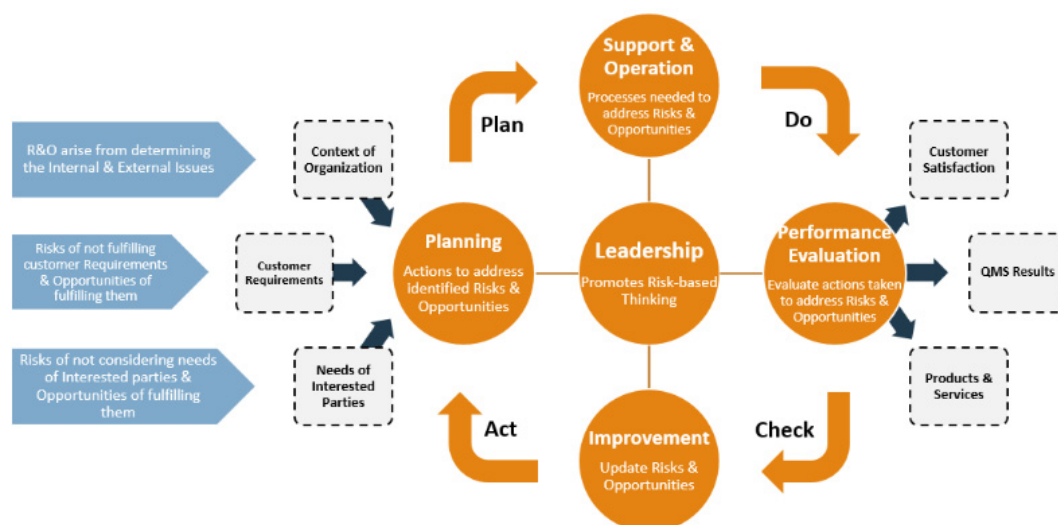 Support &
Operation
Processes needed to
address Risks &
Opportunities
Plan
Do
R&O arise from determining
the Internal & External Issues
Context of
Organization
Customer
Satisfaction
Risks of not fulfilling
customer Requirements
& Opportunities of
fulfilling them
Customer
Requirements
Planning
Actions to address
identified Risks &
Opportunities
Leadership
Promotes Risk-based
Thinking
Performance
Evaluation
Evaluate actions taken
to address Risks &
Opportunities
QMS Results
Risks of not considering needs
of Interested parties &
Opportunities of fulfilling
them
Needs of
Interested
Parties
Products &
Services
Act
Improvement
Update Risks &
Opportunities
Check